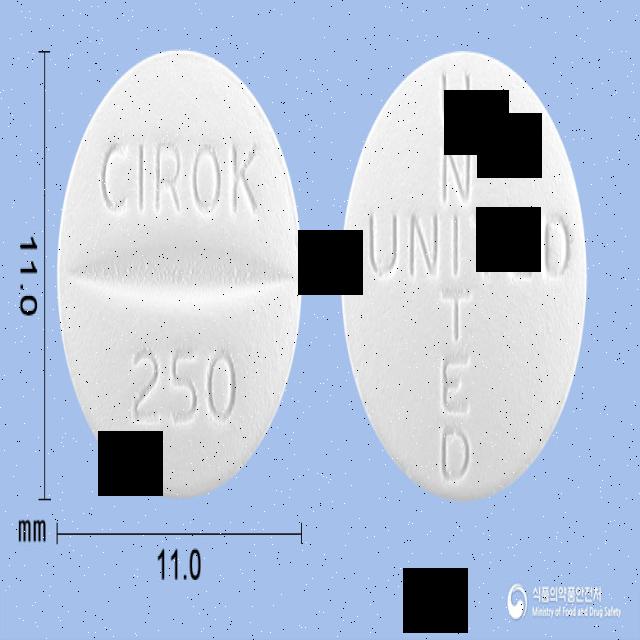 CIROK
250
UNITED
11.0
mm
11.0
식품의약품안전처
Ministry of Food and Drug Safety